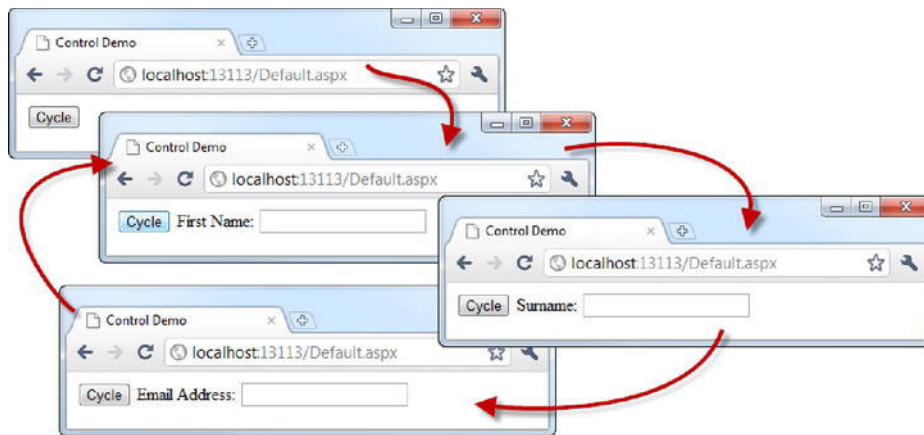 Control Demo
localhost:13113/Default.aspx
Cycle
Control Demo
localhost:13113/Default.aspx
Cycle First Name:
Control Demo
localhost:13113/Default.aspx
Cycle Surname:
Control Demo
localhost:13113/Default.aspx
Cycle Email Address: